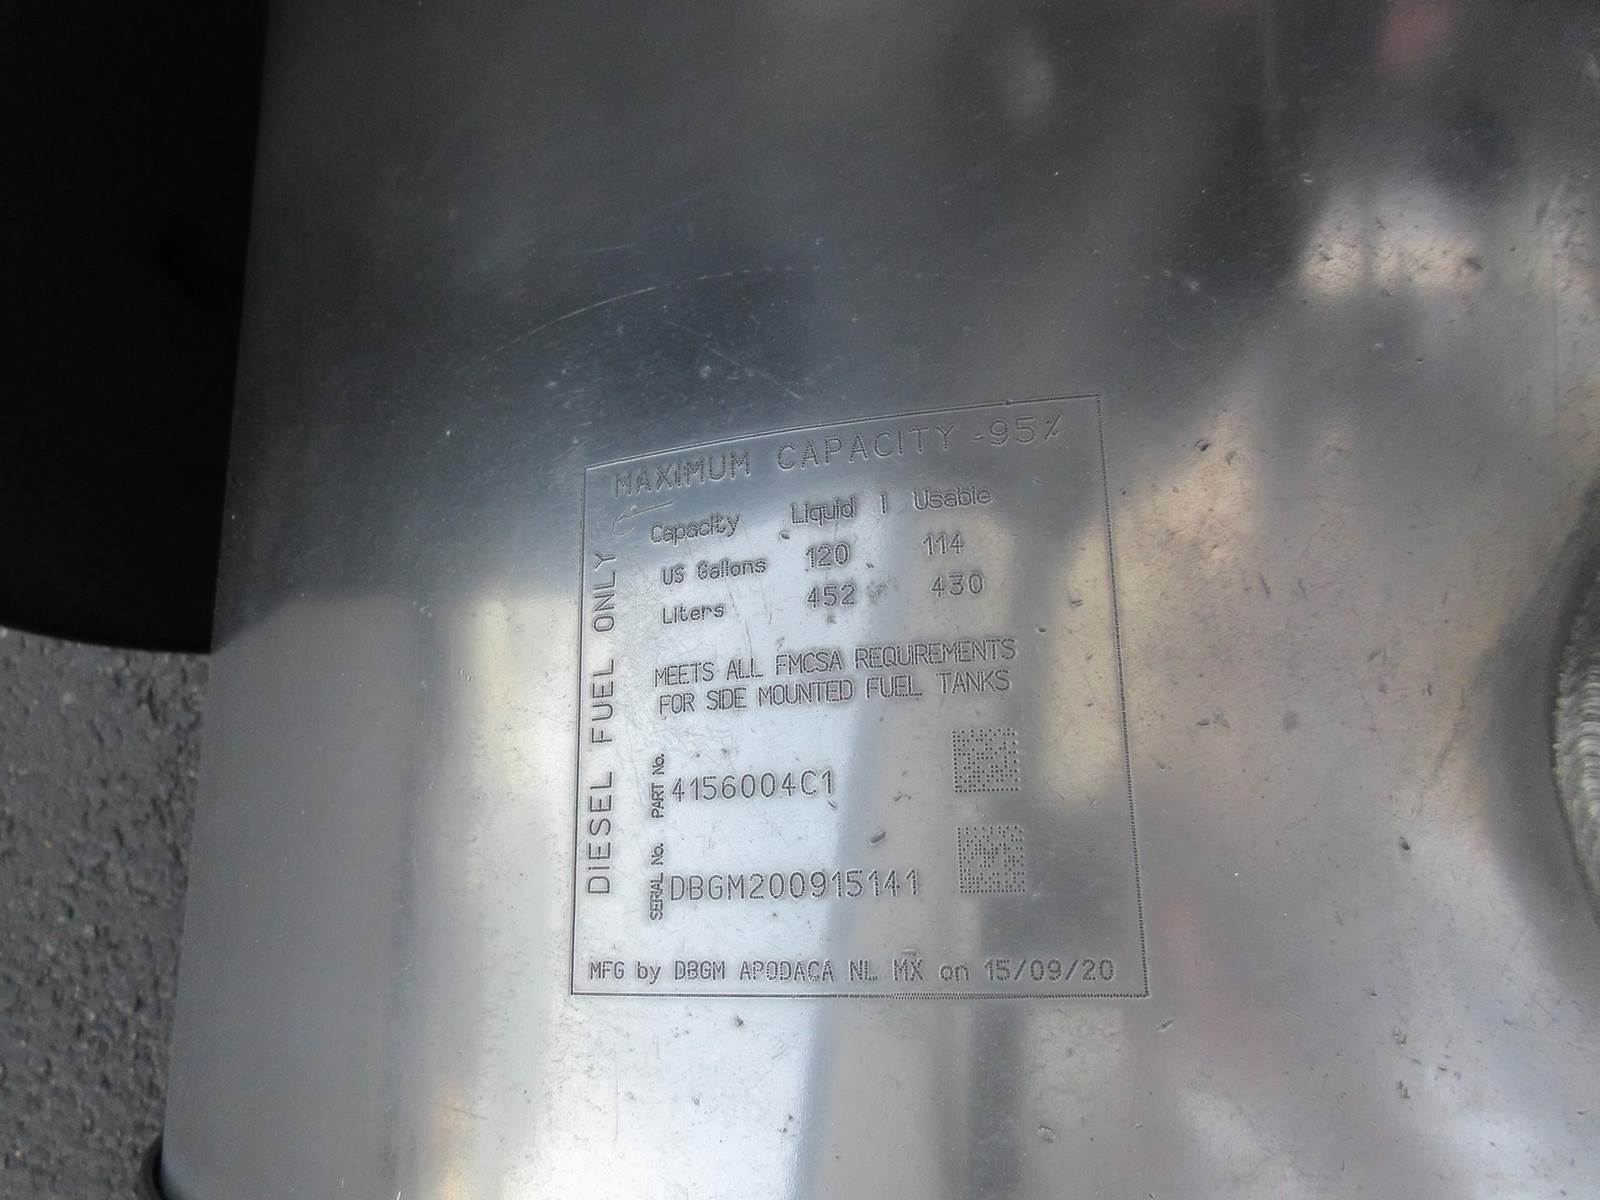 MAXIMUM CAPACITY -95%
Capacity Liquid | Usable
US Gallons 120 114
Liters 452 430
DIESEL FUEL ONLY
MEETS ALL FMCSA REQUIREMENTS
FOR SIDE MOUNTED FUEL TANKS
PART No. 4156004C1
SERIAL No. DBGM200915141
MFG by DBGM APODACA NL MX on 15/09/20